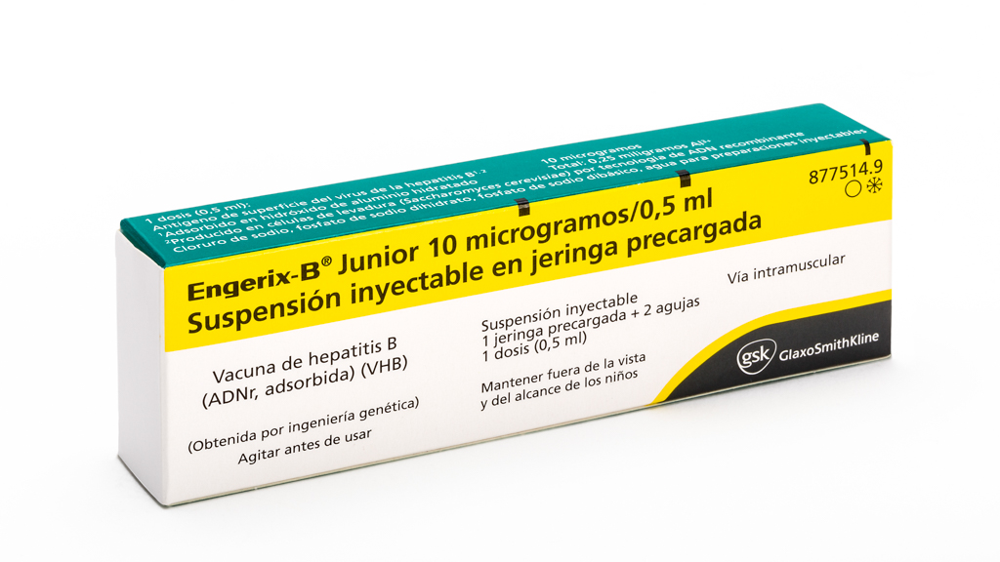 1 dosis (0,5 ml):
Antígeno de superficie del virus de la hepatitis B¹,² 10 microgramos
¹Adsorbido en hidróxido de aluminio hidratado Total: 0,25 miligramos Al³⁺
²Producido en células de levadura (Saccharomyces cerevisiae) por tecnología de ADN recombinante
Cloruro de sodio, fosfato de sodio dihidrato, fosfato de sodio dibásico, agua para preparaciones inyectables
877514.9
Engerix-B® Junior 10 microgramos/0,5 ml
Suspensión inyectable en jeringa precargada
Vacuna de hepatitis B
(ADNr, adsorbida) (VHB)
(Obtenida por ingeniería genética)
Agitar antes de usar
Suspensión inyectable
1 jeringa precargada + 2 agujas
1 dosis (0,5 ml)
Mantener fuera de la vista
y del alcance de los niños
Vía intramuscular
gsk GlaxoSmithKline